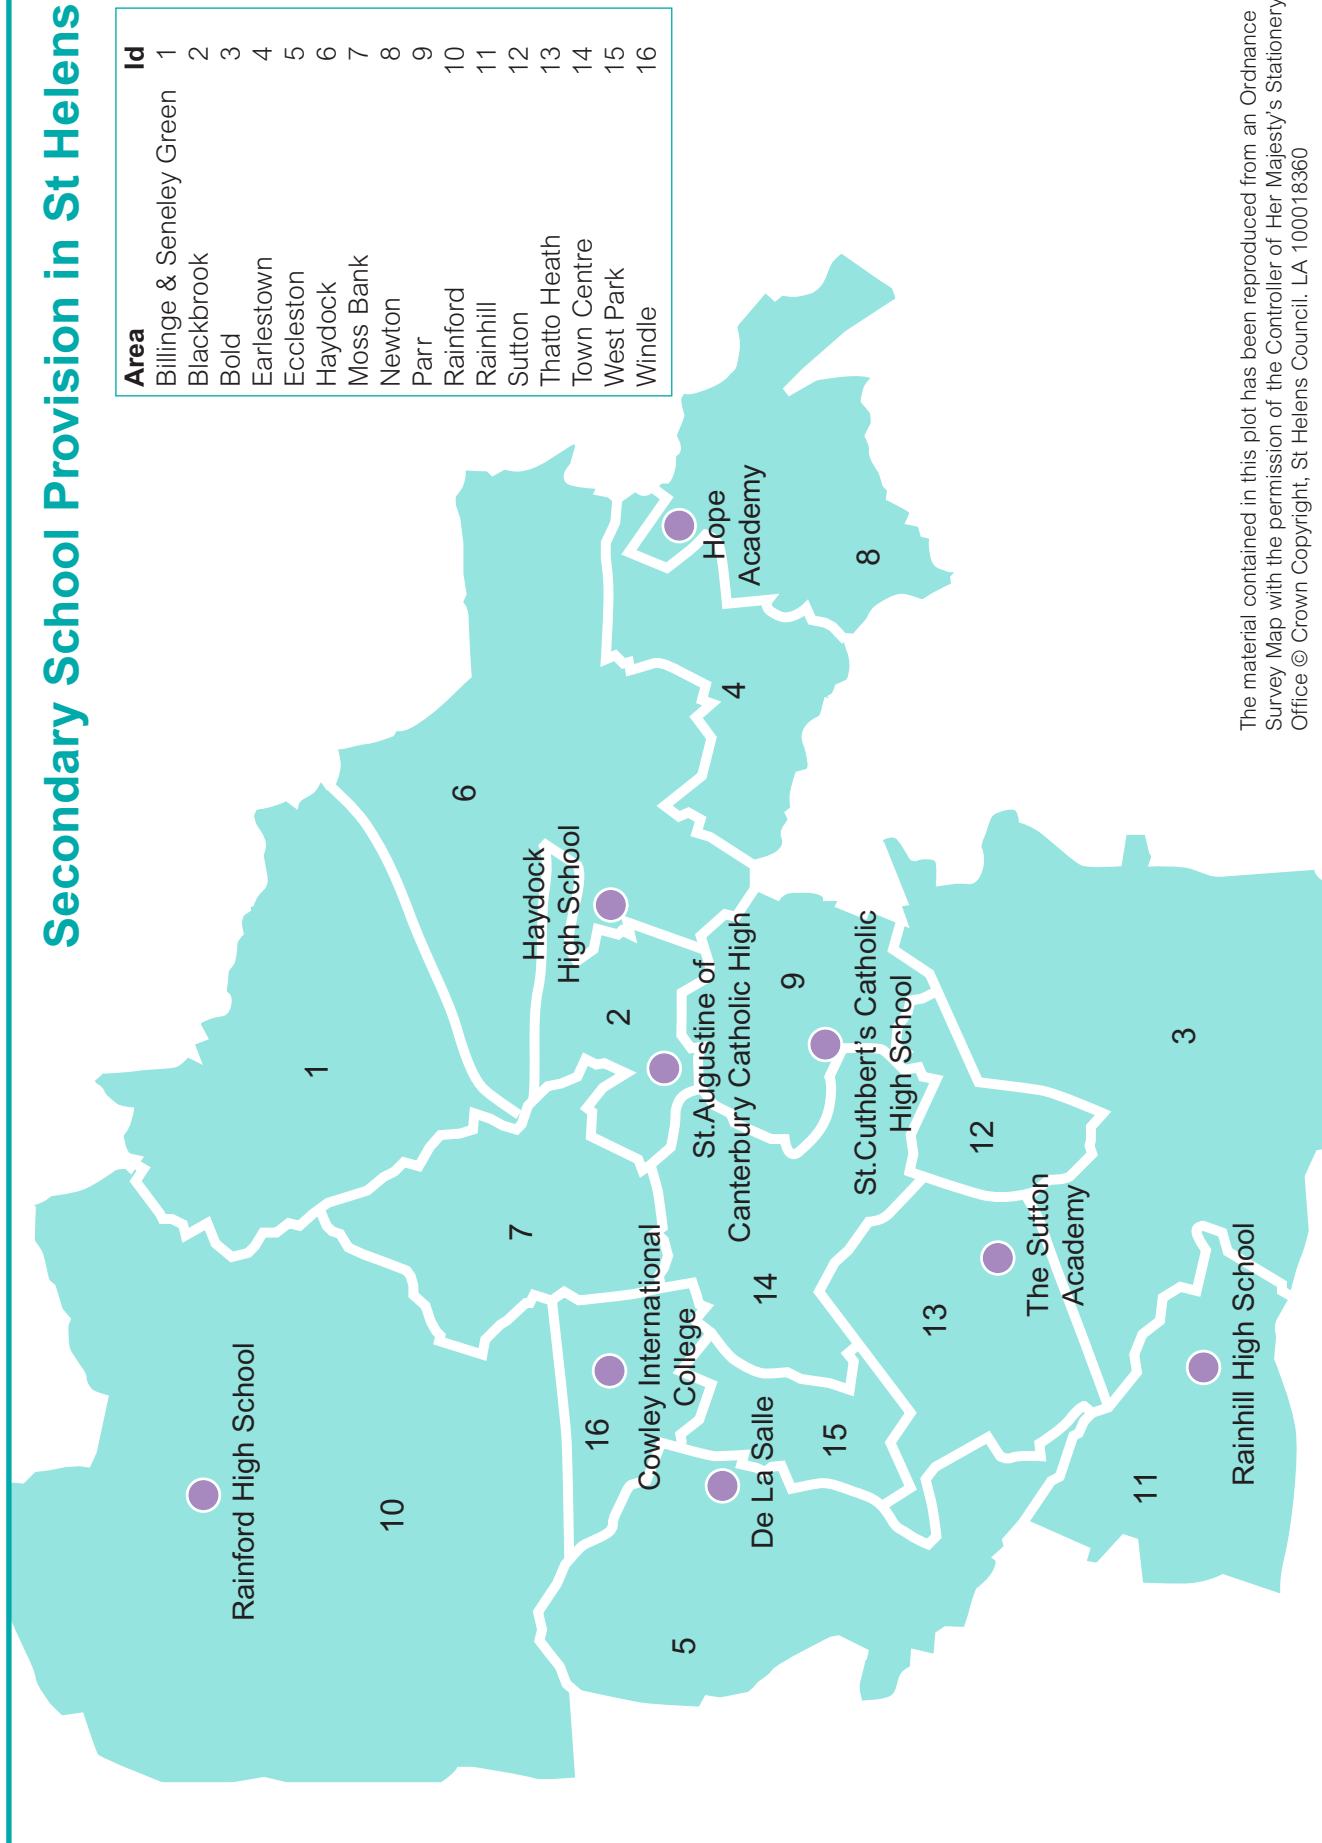 Secondary School Provision in St Helens
Area Id
Billinge & Seneley Green 1
Blackbrook 2
Bold 3
Earlestown 4
Eccleston 5
Haydock 6
Moss Bank 7
Newton 8
Parr 9
Rainford 10
Rainhill 11
Sutton 12
Thatto Heath 13
Town Centre 14
West Park 15
Windle 16
Rainford High School
10
1
7
6
Haydock
High School
2
16
Cowley International
College
5
De La Salle
St.Augustine of
Canterbury Catholic High
Hope
Academy
4
14
9
15
8
St.Cuthbert's Catholic
High School
13
12
The Sutton
Academy
11
3
Rainhill High School
The material contained in this plot has been reproduced from an Ordnance
Survey Map with the permission of the Controller of Her Majesty's Stationery
Office © Crown Copyright, St Helens Council. LA 100018360